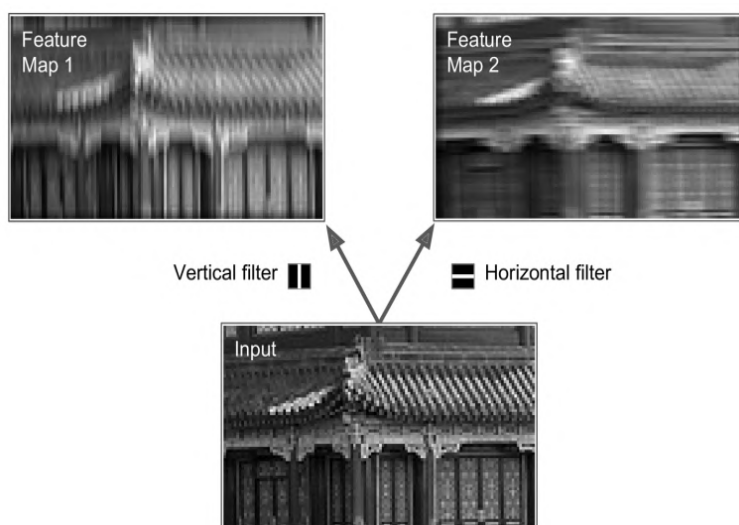 Feature
Map 1
Feature
Map 2
Vertical filter
Horizontal filter
Input